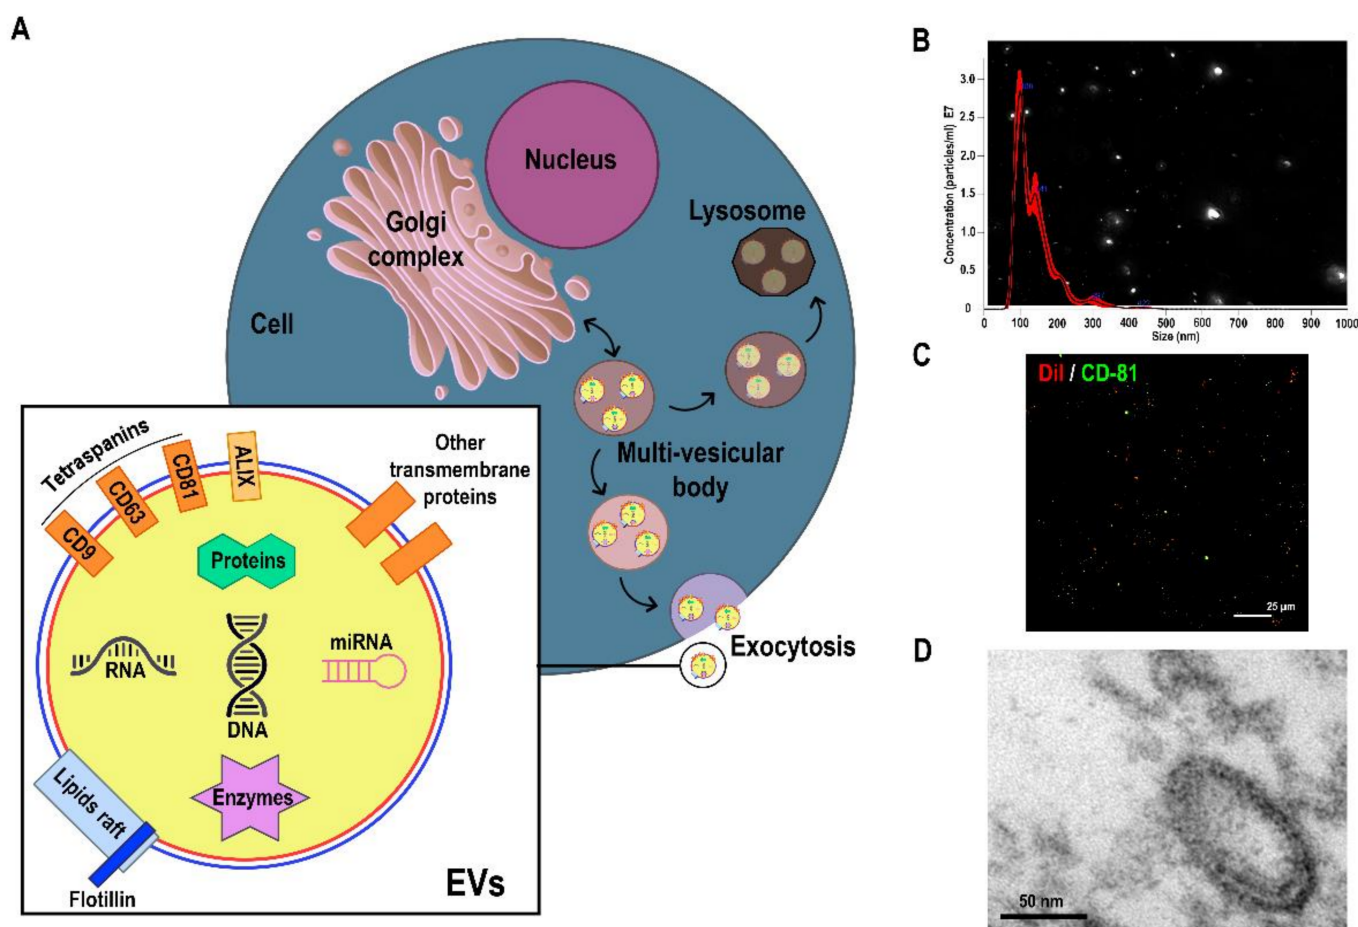 A
Nucleus
Golgi
complex
Lysosome
Cell
Multi-vesicular
body
Exocytosis
Tetraspanins
CD9
CD63
CD81
ALIX
Other
transmembrane
proteins
Proteins
RNA
DNA
miRNA
Enzymes
Lipids raft
Flotillin
EVs
B
Concentration (particles/ml) E7
3.0
2.5
2.0
1.5
1.0
0.5
0
0 100 200 300 400 500 600 700 800 900 1000
Size (nm)
C
Dil / CD-81
25 µm
D
50 nm